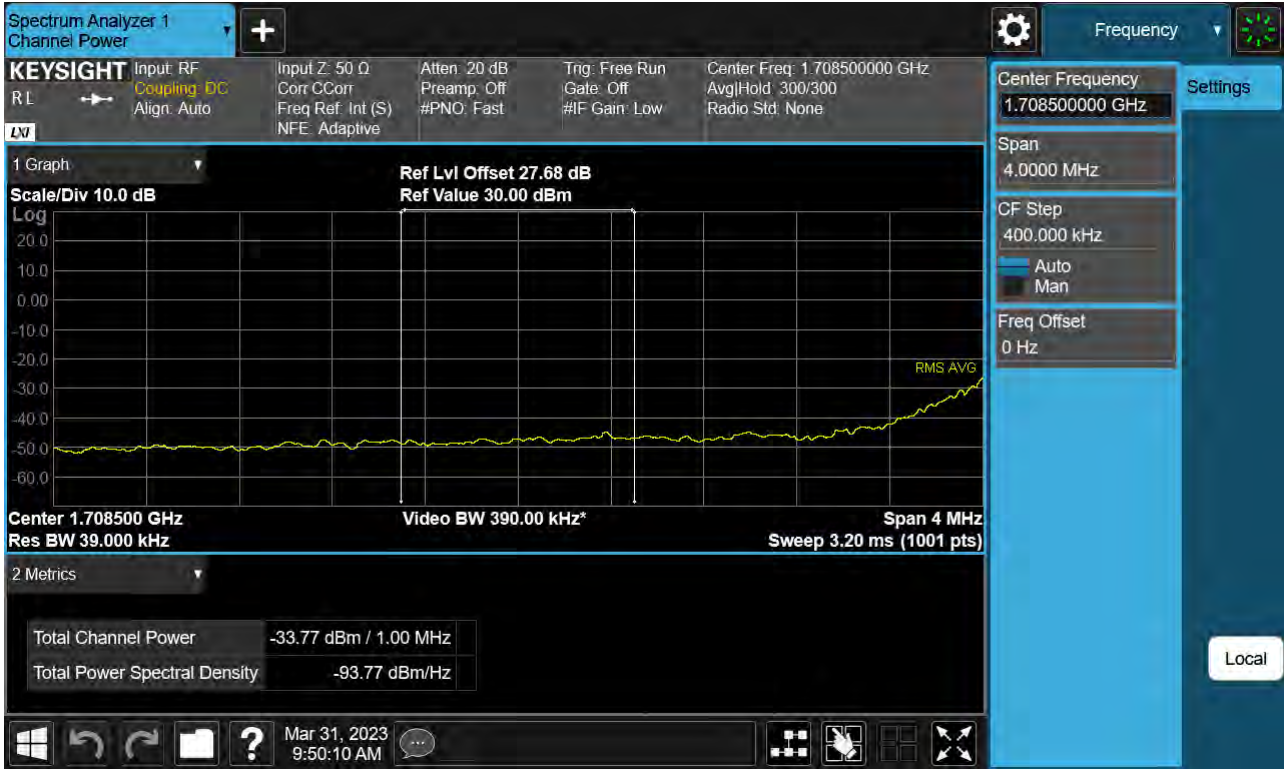 Spectrum Analyzer 1
Channel Power
Frequency
KEYSIGHT
RL
LXI
Input: RF
Coupling: DC
Align: Auto
Input Z: 50 Ω
Corr CCorr
Freq Ref: Int (S)
NFE: Adaptive
Atten: 20 dB
Preamp: Off
#PNO: Fast
Trig: Free Run
Gate: Off
#IF Gain: Low
Center Freq: 1.708500000 GHz
Avg|Hold: 300/300
Radio Std: None
Center Frequency
1.708500000 GHz
Settings
Span
4.0000 MHz
CF Step
400.000 kHz
Auto
Man
Freq Offset
0 Hz
Local
1 Graph
Scale/Div 10.0 dB
Ref Lvl Offset 27.68 dB
Ref Value 30.00 dBm
Log
20.0
10.0
0.00
-10.0
-20.0
-30.0
-40.0
-50.0
-60.0
RMS AVG
Center 1.708500 GHz
Video BW 390.00 kHz*
Span 4 MHz
Res BW 39.000 kHz
Sweep 3.20 ms (1001 pts)
2 Metrics
Total Channel Power -33.77 dBm / 1.00 MHz
Total Power Spectral Density -93.77 dBm/Hz
Mar 31, 2023
9:50:10 AM